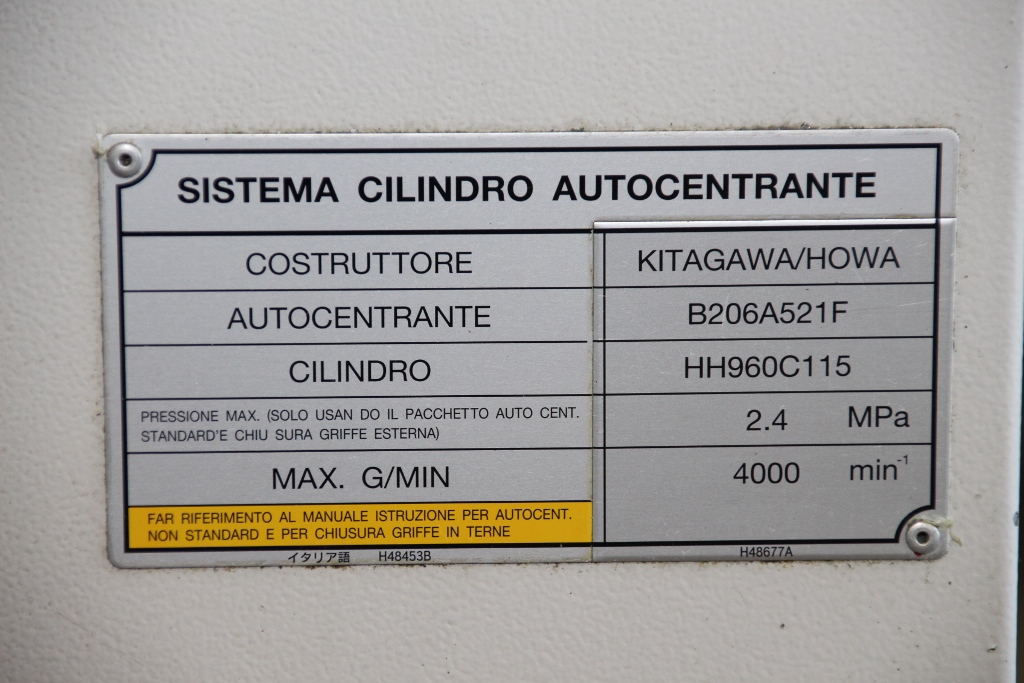 SISTEMA CILINDRO AUTOCENTRANTE
COSTRUTTORE KITAGAWA/HOWA
AUTOCENTRANTE B206A521F
CILINDRO HH960C115
PRESSIONE MAX. (SOLO USAN DO IL PACCHETTO AUTO CENT.
STANDARD'E CHIU SURA GRIFFE ESTERNA) 2.4 MPa
MAX. G/MIN 4000 min⁻¹
FAR RIFERIMENTO AL MANUALE ISTRUZIONE PER AUTOCENT.
NON STANDARD E PER CHIUSURA GRIFFE IN TERNE
イタリア語 H48453B H48677A